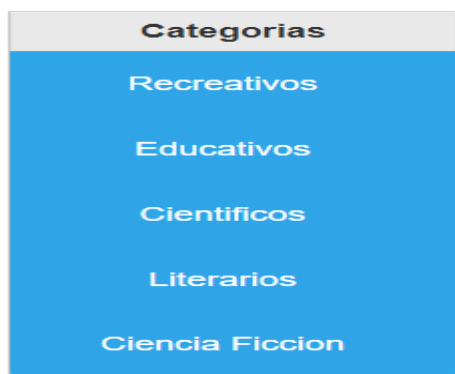 Categorias
Recreativos
Educativos
Cientificos
Literarios
Ciencia Ficcion